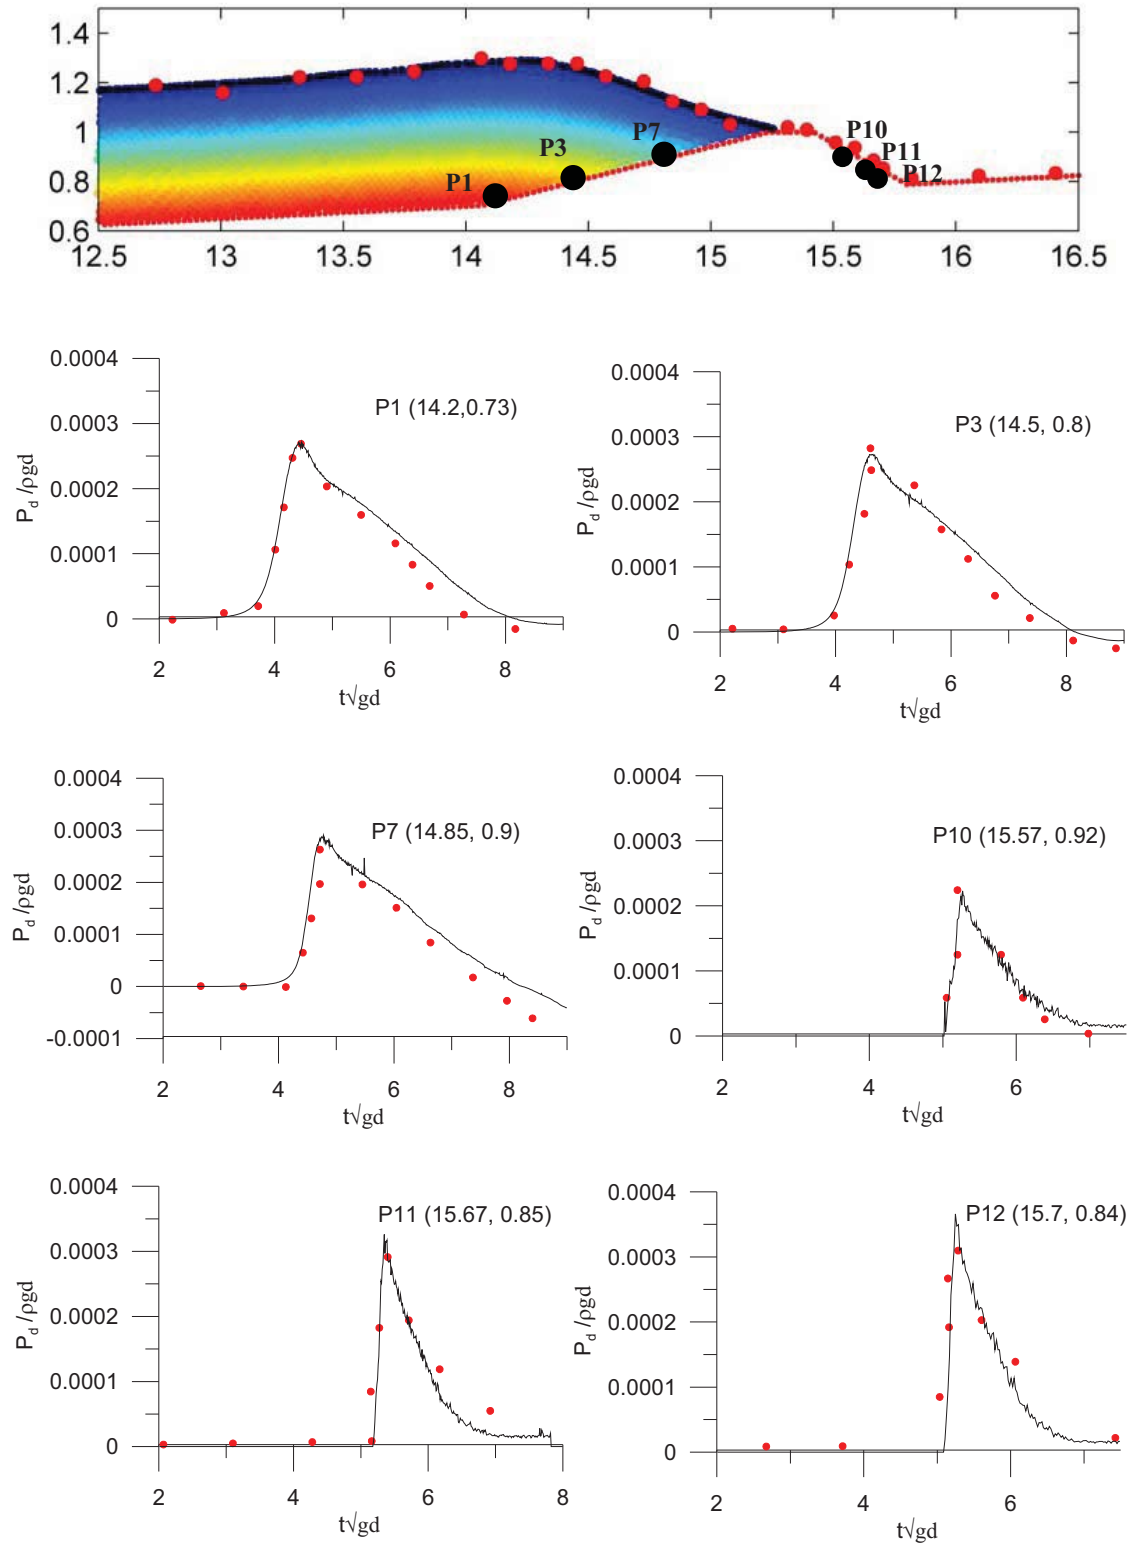 1.4
1.2
1
0.8
0.6
P1
P3
P7
P10
P11
P12
12.5 13 13.5 14 14.5 15 15.5 16 16.5
0.0004
0.0003
0.0002
0.0001
0
P1 (14.2,0.73)
P_d /ρgd
2 4 6 8
t√gd
0.0004
0.0003
0.0002
0.0001
0
P3 (14.5, 0.8)
P_d /ρgd
2 4 6 8
t√gd
0.0004
0.0003
0.0002
0.0001
0
-0.0001
P7 (14.85, 0.9)
P_d /ρgd
2 4 6 8
t√gd
0.0004
0.0003
0.0002
0.0001
0
P10 (15.57, 0.92)
P_d /ρgd
2 4 6
t√gd
0.0004
0.0003
0.0002
0.0001
0
P11 (15.67, 0.85)
P_d /ρgd
2 4 6 8
t√gd
0.0004
0.0003
0.0002
0.0001
0
P12 (15.7, 0.84)
P_d /ρgd
2 4 6
t√gd